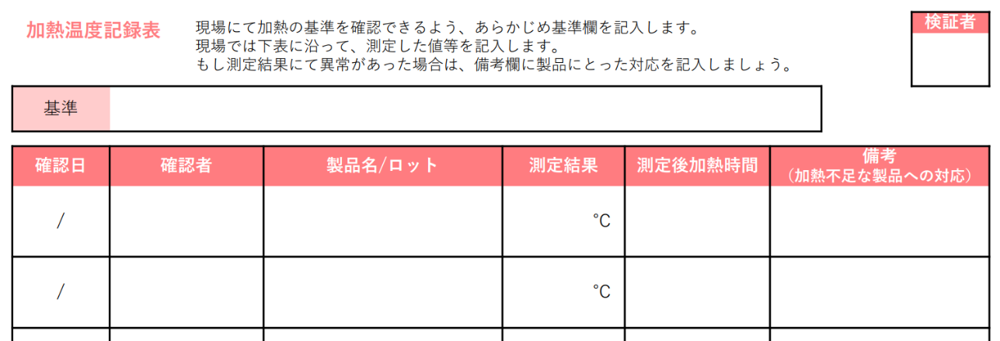 加熱温度記録表
現場にて加熱の基準を確認できるよう、あらかじめ基準欄を記入します。
現場では下表に沿って、測定した値等を記入します。
もし測定結果にて異常があった場合は、備考欄に製品にとった対応を記入しましょう。
検証者
基準
確認日 確認者 製品名/ロット 測定結果 測定後加熱時間 備考
（加熱不足な製品への対応）
/ ℃
/ ℃